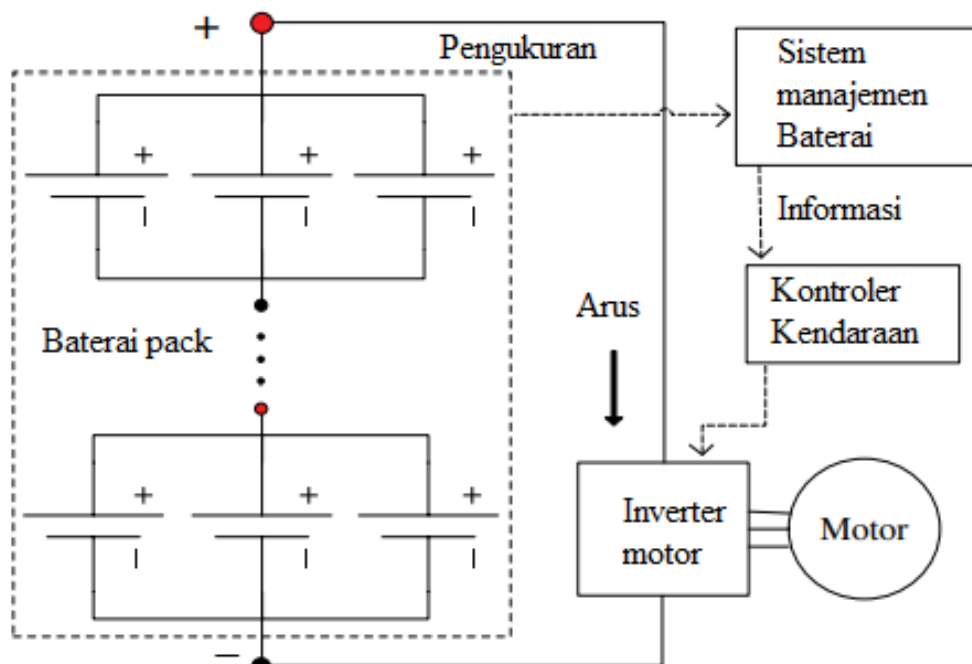 +
Pengukuran
Sistem
manajemen
Baterai
+
+
+
Informasi
Kontroler
Kendaraan
Arus
Baterai pack
+
+
+
Inverter
motor
Motor
−